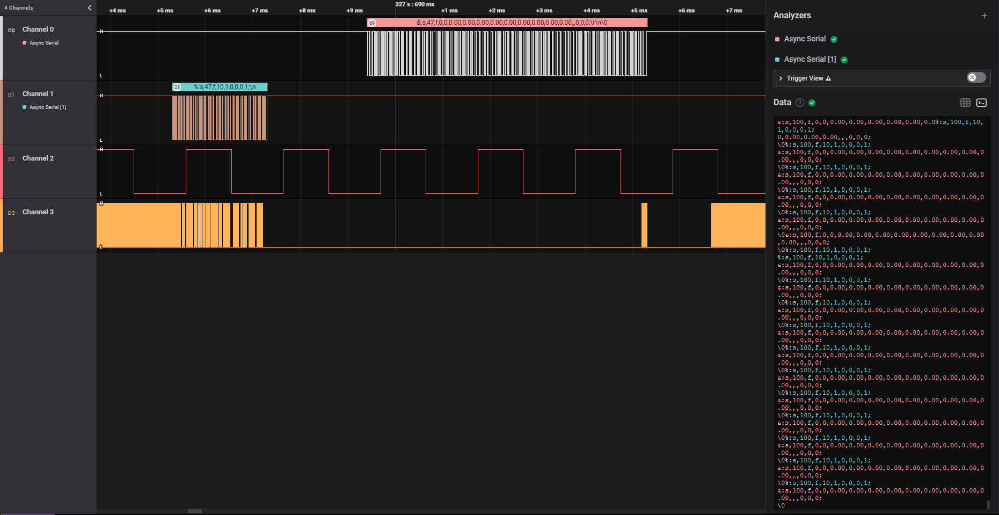 4 Channels
327 s : 690 ms
+4 ms +5 ms +6 ms +7 ms +8 ms +9 ms +1 ms +2 ms +3 ms +4 ms +5 ms +6 ms +7 ms
D0 Channel 0
Async Serial
H
L
69 &:s,47,f,0,0,0.00,0.00,0.00,0.00,0.00,0.00,0.00,0.00,0.00,,,0,0,0;\r\n\0
D1 Channel 1
Async Serial [1]
H
L
23 %:s,47,f,10,1,0,0,0,1;\n
D2 Channel 2
H
L
D3 Channel 3
H
L
Analyzers
Async Serial
Async Serial [1]
Trigger View
Data
&:s,100,f,0,0,0.00,0.00,0.00,0.00,0.00,0.0%:s,100,f,10,
1,0,0,0,1;
0,0.00,0.00,0.00,,,0,0,0;
\0%:s,100,f,10,1,0,0,0,1;
&:s,100,f,0,0,0.00,0.00,0.00,0.00,0.00,0.00,0.00,0.00,0
.00,,,0,0,0;
\0%:s,100,f,10,1,0,0,0,1;
&:s,100,f,0,0,0.00,0.00,0.00,0.00,0.00,0.00,0.00,0.00,0
.00,,,0,0,0;
\0%:s,100,f,10,1,0,0,0,1;
&:s,100,f,0,0,0.00,0.00,0.00,0.00,0.00,0.00,0.00,0.00,0
.00,,,0,0,0;
\0%:s,100,f,10,1,0,0,0,1;
&:s,100,f,0,0,0.00,0.00,0.00,0.00,0.00,0.00,0.00,0.00,0
.00,,,0,0,0;
\0&:s,100,f,0,0,0.00,0.00,0.00,0.00,0.00,0.00,0.00,0.00
,0.00,,,0,0,0;
\0%:s,100,f,10,1,0,0,0,1;
%:s,100,f,10,1,0,0,0,1;
&:s,100,f,0,0,0.00,0.00,0.00,0.00,0.00,0.00,0.00,0.00,0
.00,,,0,0,0;
\0%:s,100,f,10,1,0,0,0,1;
&:s,100,f,0,0,0.00,0.00,0.00,0.00,0.00,0.00,0.00,0.00,0
.00,,,0,0,0;
\0%:s,100,f,10,1,0,0,0,1;
&:s,100,f,0,0,0.00,0.00,0.00,0.00,0.00,0.00,0.00,0.00,0
.00,,,0,0,0;
\0%:s,100,f,10,1,0,0,0,1;
&:s,100,f,0,0,0.00,0.00,0.00,0.00,0.00,0.00,0.00,0.00,0
.00,,,0,0,0;
\0%:s,100,f,10,1,0,0,0,1;
&:s,100,f,0,0,0.00,0.00,0.00,0.00,0.00,0.00,0.00,0.00,0
.00,,,0,0,0;
\0%:s,100,f,10,1,0,0,0,1;
&:s,100,f,0,0,0.00,0.00,0.00,0.00,0.00,0.00,0.00,0.00,0
.00,,,0,0,0;
\0%:s,100,f,10,1,0,0,0,1;
&:s,100,f,0,0,0.00,0.00,0.00,0.00,0.00,0.00,0.00,0.00,0
.00,,,0,0,0;
\0%:s,100,f,10,1,0,0,0,1;
&:s,100,f,0,0,0.00,0.00,0.00,0.00,0.00,0.00,0.00,0.00,0
.00,,,0,0,0;
\0%:s,100,f,10,1,0,0,0,1;
&:s,100,f,0,0,0.00,0.00,0.00,0.00,0.00,0.00,0.00,0.00,0
.00,,,0,0,0;
\0%:s,100,f,10,1,0,0,0,1;
&:s,100,f,0,0,0.00,0.00,0.00,0.00,0.00,0.00,0.00,0.00,0
.00,,,0,0,0;
\0%:s,100,f,10,1,0,0,0,1;
&:s,100,f,0,0,0.00,0.00,0.00,0.00,0.00,0.00,0.00,0.00,0
.00,,,0,0,0;
\0